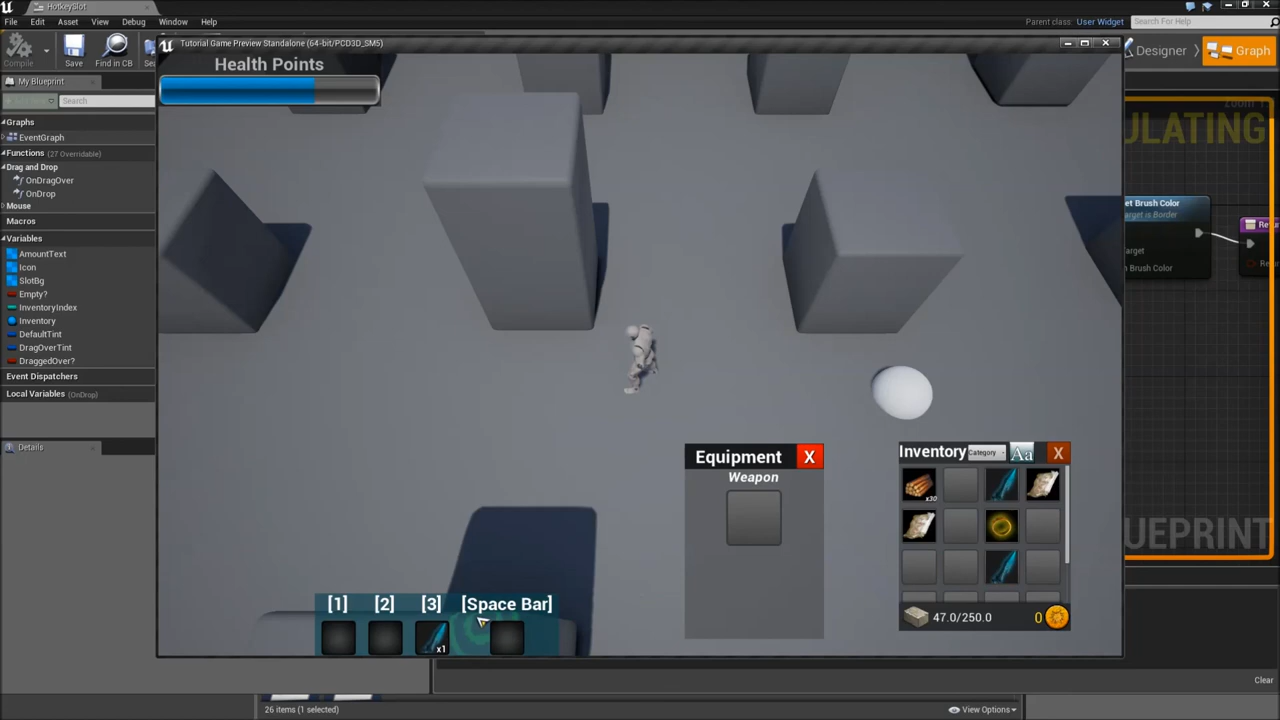 HotkeySlot
File Edit Asset View Debug Window Help
Parent class: User Widget
Search For Help
Compile Save Find in CB
Designer Graph
Tutorial Game Preview Standalone (64-bit/PCD3D_SM5)
My Blueprint
Search
Graphs
EventGraph
Functions (27 Overridable)
Drag and Drop
OnDragOver
OnDrop
Mouse
Macros
Variables
AmountText
Icon
SlotBg
Empty?
InventoryIndex
Inventory
DefaultTint
DragOverTint
DraggedOver?
Event Dispatchers
Local Variables (OnDrop)
Details
Health Points
ULATING
et Brush Color
arget is Border
arget
n Brush Color
EPRINT
Equipment X
Weapon
Inventory Category Aa X
x30
47.0/250.0 0
[1] [2] [3] [Space Bar]
x1
Clear
26 items (1 selected)
View Options